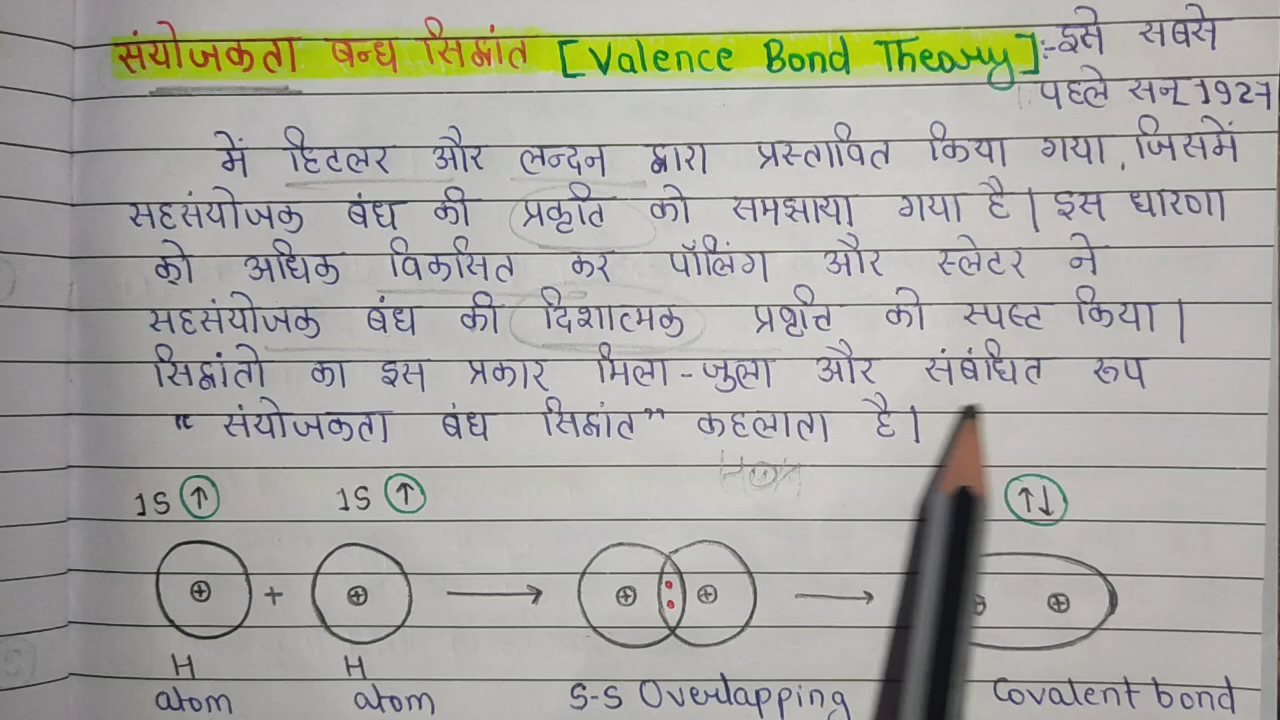 संयोजकता बन्ध सिद्धांत [Valence Bond Theory]:- इसे सबसे
पहले सन् 1927
में हिटलर और लन्दन द्वारा प्रस्तावित किया गया, जिसमें
सहसंयोजक बंध की प्रकृति को समझाया गया है। इस धारणा
को अधिक विकसित कर पॉलिंग और स्लेटर ने
सहसंयोजक बंध की दिशात्मक प्रकृति को स्पष्ट किया।
सिद्धांतो का इस प्रकार मिला-जुला और संबंधित रूप
"संयोजकता बंध सिद्धांत" कहलाता है।
1S ↑ 1S ↑ ↑↓
⊕ + ⊕ → ⊕ : ⊕ → ⊕
H H
atom atom S-S Overlapping Covalent bond